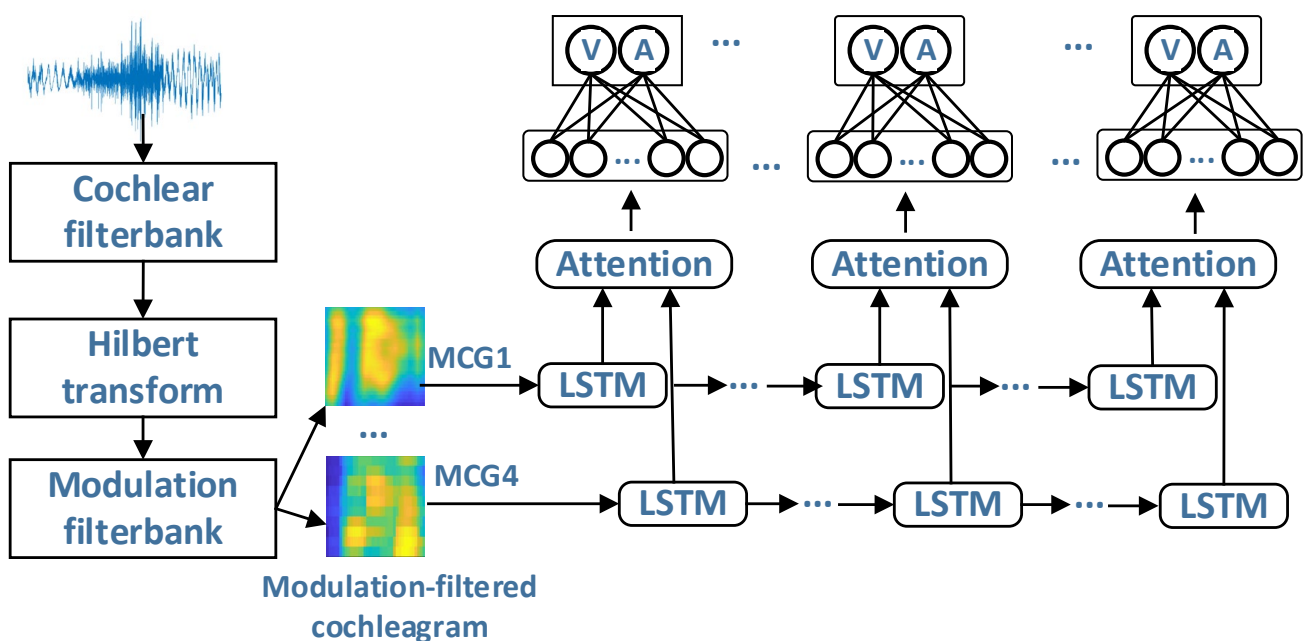 V A ... V A ... V A
... ... ... ... ...
Cochlear
filterbank
Attention Attention Attention
Hilbert
transform
MCG1
LSTM ... LSTM ... LSTM
...
Modulation
filterbank
MCG4
LSTM ... LSTM ... LSTM
Modulation-filtered
cochleagram